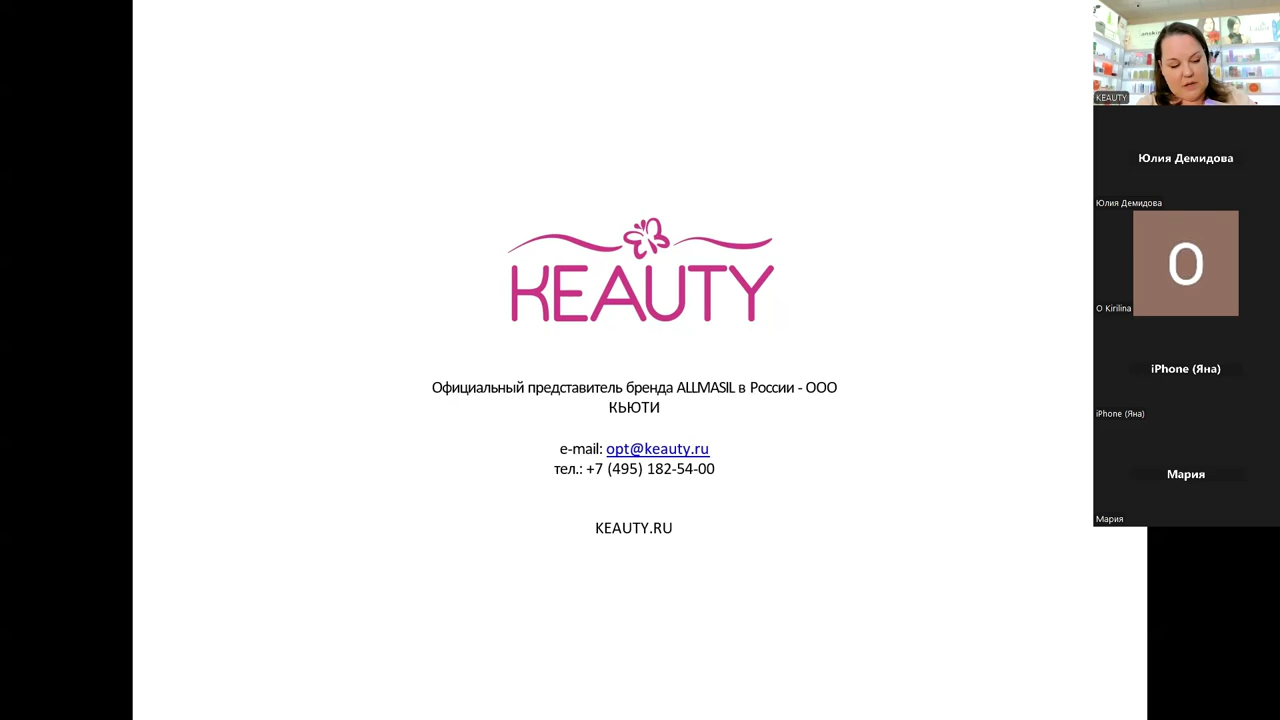 KEAUTY
Официальный представитель бренда ALLMASIL в России - ООО
КЬЮТИ
e-mail: opt@keauty.ru
тел.: +7 (495) 182-54-00
KEAUTY.RU
KEAUTY
Юлия Демидова
Юлия Демидова
O
O Kirilina
iPhone (Яна)
iPhone (Яна)
Мария
Мария